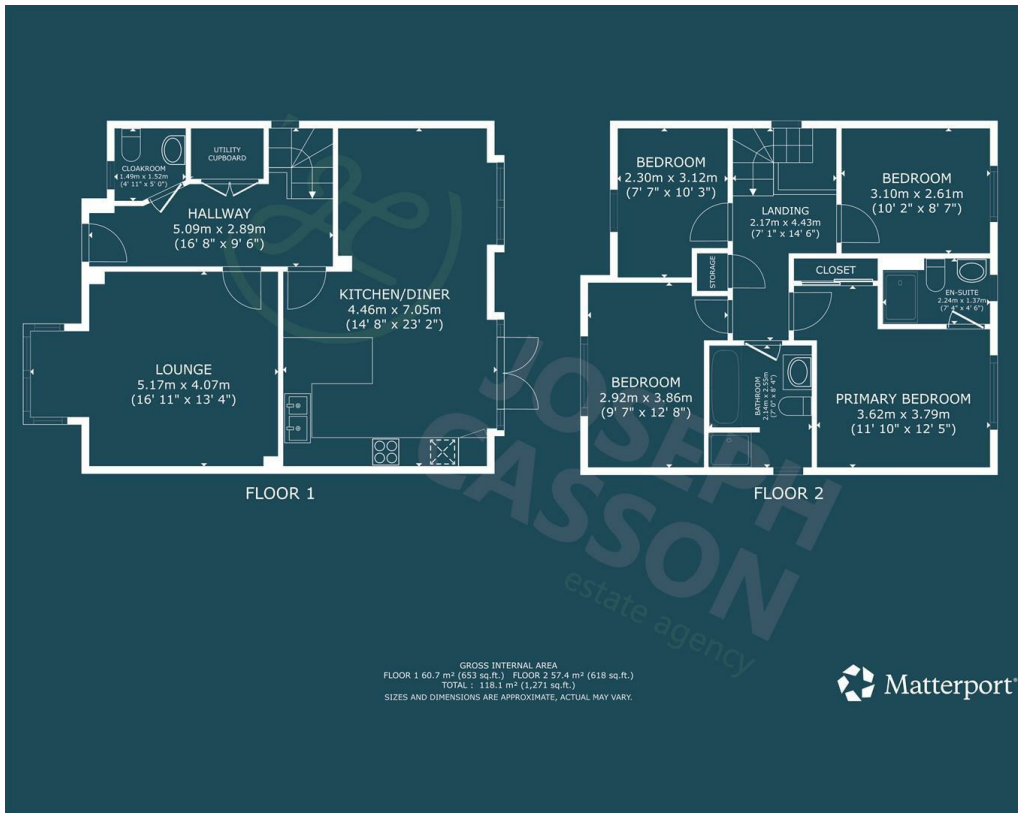 CLOAKROOM
1.49m x 1.52m
(4' 11" x 5' 0")
UTILITY
CUPBOARD
HALLWAY
5.09m x 2.89m
(16' 8" x 9' 6")
KITCHEN/DINER
4.46m x 7.05m
(14' 8" x 23' 2")
LOUNGE
5.17m x 4.07m
(16' 11" x 13' 4")
FLOOR 1
BEDROOM
2.30m x 3.12m
(7' 7" x 10' 3")
LANDING
2.17m x 4.43m
(7' 1" x 14' 6")
BEDROOM
3.10m x 2.61m
(10' 2" x 8' 7")
STORAGE
CLOSET
EN-SUITE
2.24m x 1.37m
(7' 4" x 4' 6")
BEDROOM
2.92m x 3.86m
(9' 7" x 12' 8")
BATHROOM
2.14m x 2.55m
(7' 0" x 8' 4")
PRIMARY BEDROOM
3.62m x 3.79m
(11' 10" x 12' 5")
FLOOR 2
JOSEPH
CASSON
estate agency
GROSS INTERNAL AREA
FLOOR 1 60.7 m² (653 sq.ft.) FLOOR 2 57.4 m² (618 sq.ft.)
TOTAL : 118.1 m² (1,271 sq.ft.)
SIZES AND DIMENSIONS ARE APPROXIMATE, ACTUAL MAY VARY.
Matterport®